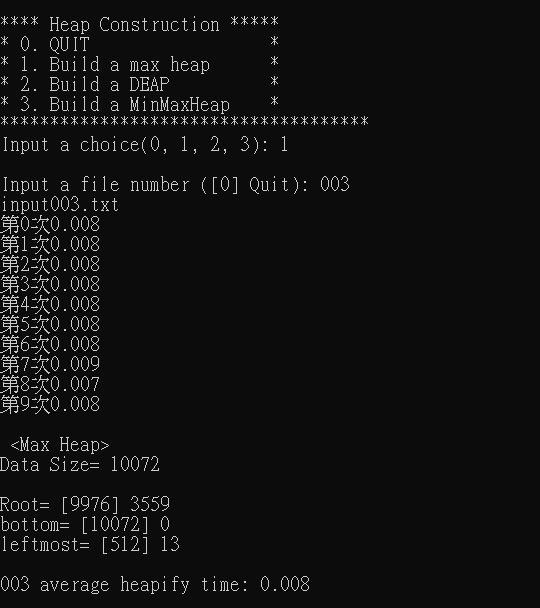 **** Heap Construction *****
* 0. QUIT                  *
* 1. Build a max heap      *
* 2. Build a DEAP          *
* 3. Build a MinMaxHeap    *
*************************************
Input a choice(0, 1, 2, 3): 1
Input a file number ([0] Quit): 003
input003.txt
第0次0.008
第1次0.008
第2次0.008
第3次0.008
第4次0.008
第5次0.008
第6次0.008
第7次0.009
第8次0.007
第9次0.008
<Max Heap>
Data Size= 10072
Root= [9976] 3559
bottom= [10072] 0
leftmost= [512] 13
003 average heapify time: 0.008